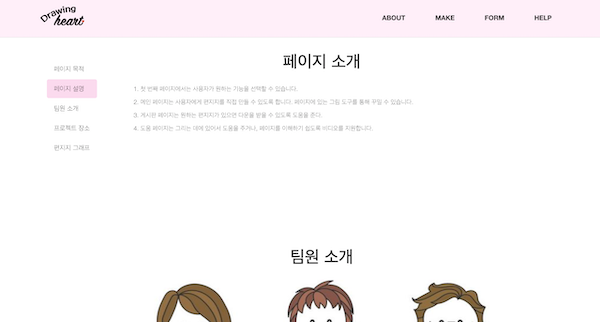 Drawing
heart
ABOUT
MAKE
FORM
HELP
페이지 목적
페이지 설명
팀원 소개
프로젝트 장소
편지지 그래프
페이지 소개
1. 첫 번째 페이지에서는 사용자가 원하는 기능을 선택할 수 있습니다.
2. 메인 페이지는 사용자에게 편지지를 직접 만들 수 있도록 합니다. 페이지에 있는 그림 도구를 통해 꾸밀 수 있습니다.
3. 게시판 페이지는 원하는 편지지가 있으면 다운을 받을 수 있도록 도움을 준다.
4. 도움 페이지는 그리는 데에 있어서 도움을 주거나, 페이지를 이해하기 쉽도록 비디오를 지원합니다.
팀원 소개